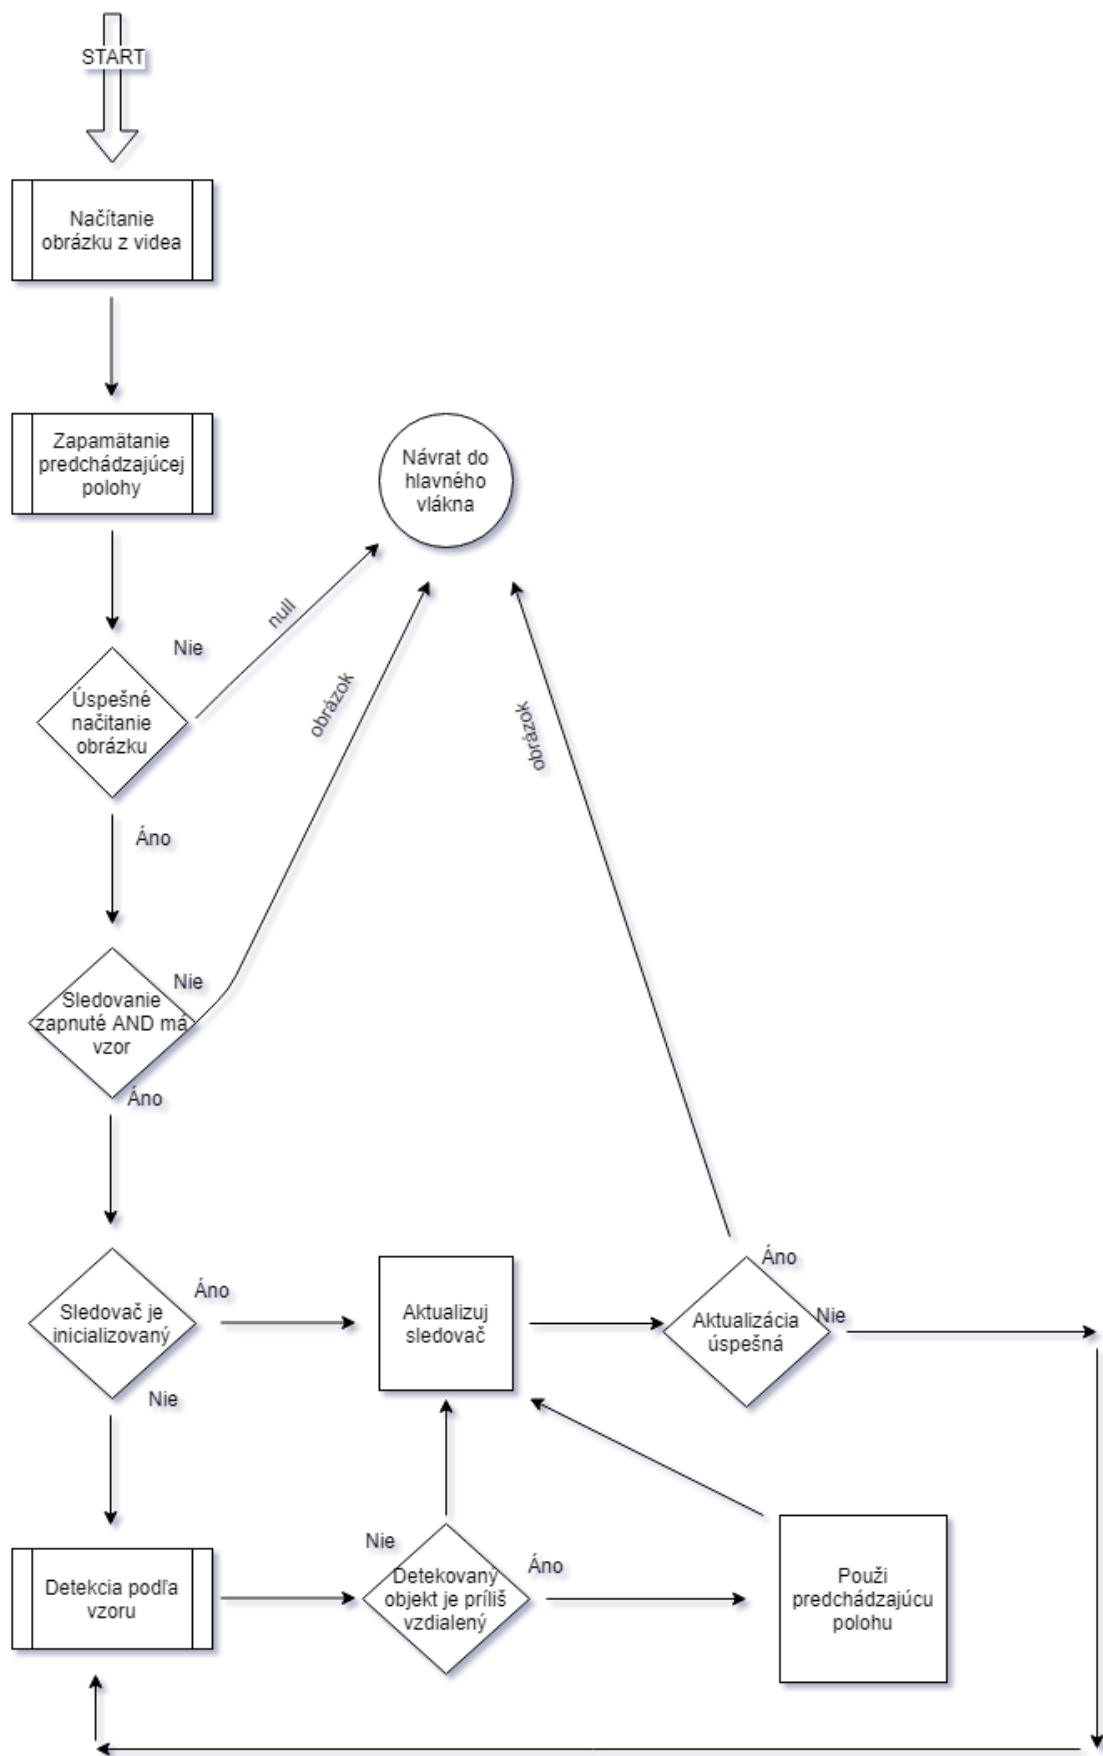 START
Načítanie
obrázku z videa
Zapamätanie
predchádzajúcej
polohy
Návrat do
hlavného
vlákna
null
Nie
Úspešné
načitanie
obrázku
obrázok
obrázok
Áno
Nie
Sledovanie
zapnuté AND má
vzor
Áno
Sledovač je
inicializovaný
Áno
Aktualizuj
sledovač
Áno
Aktualizácia
úspešná
Nie
Nie
Detekcia podľa
vzoru
Nie
Detekovaný
objekt je príliš
vzdialený
Áno
Použi
predchádzajúcu
polohu